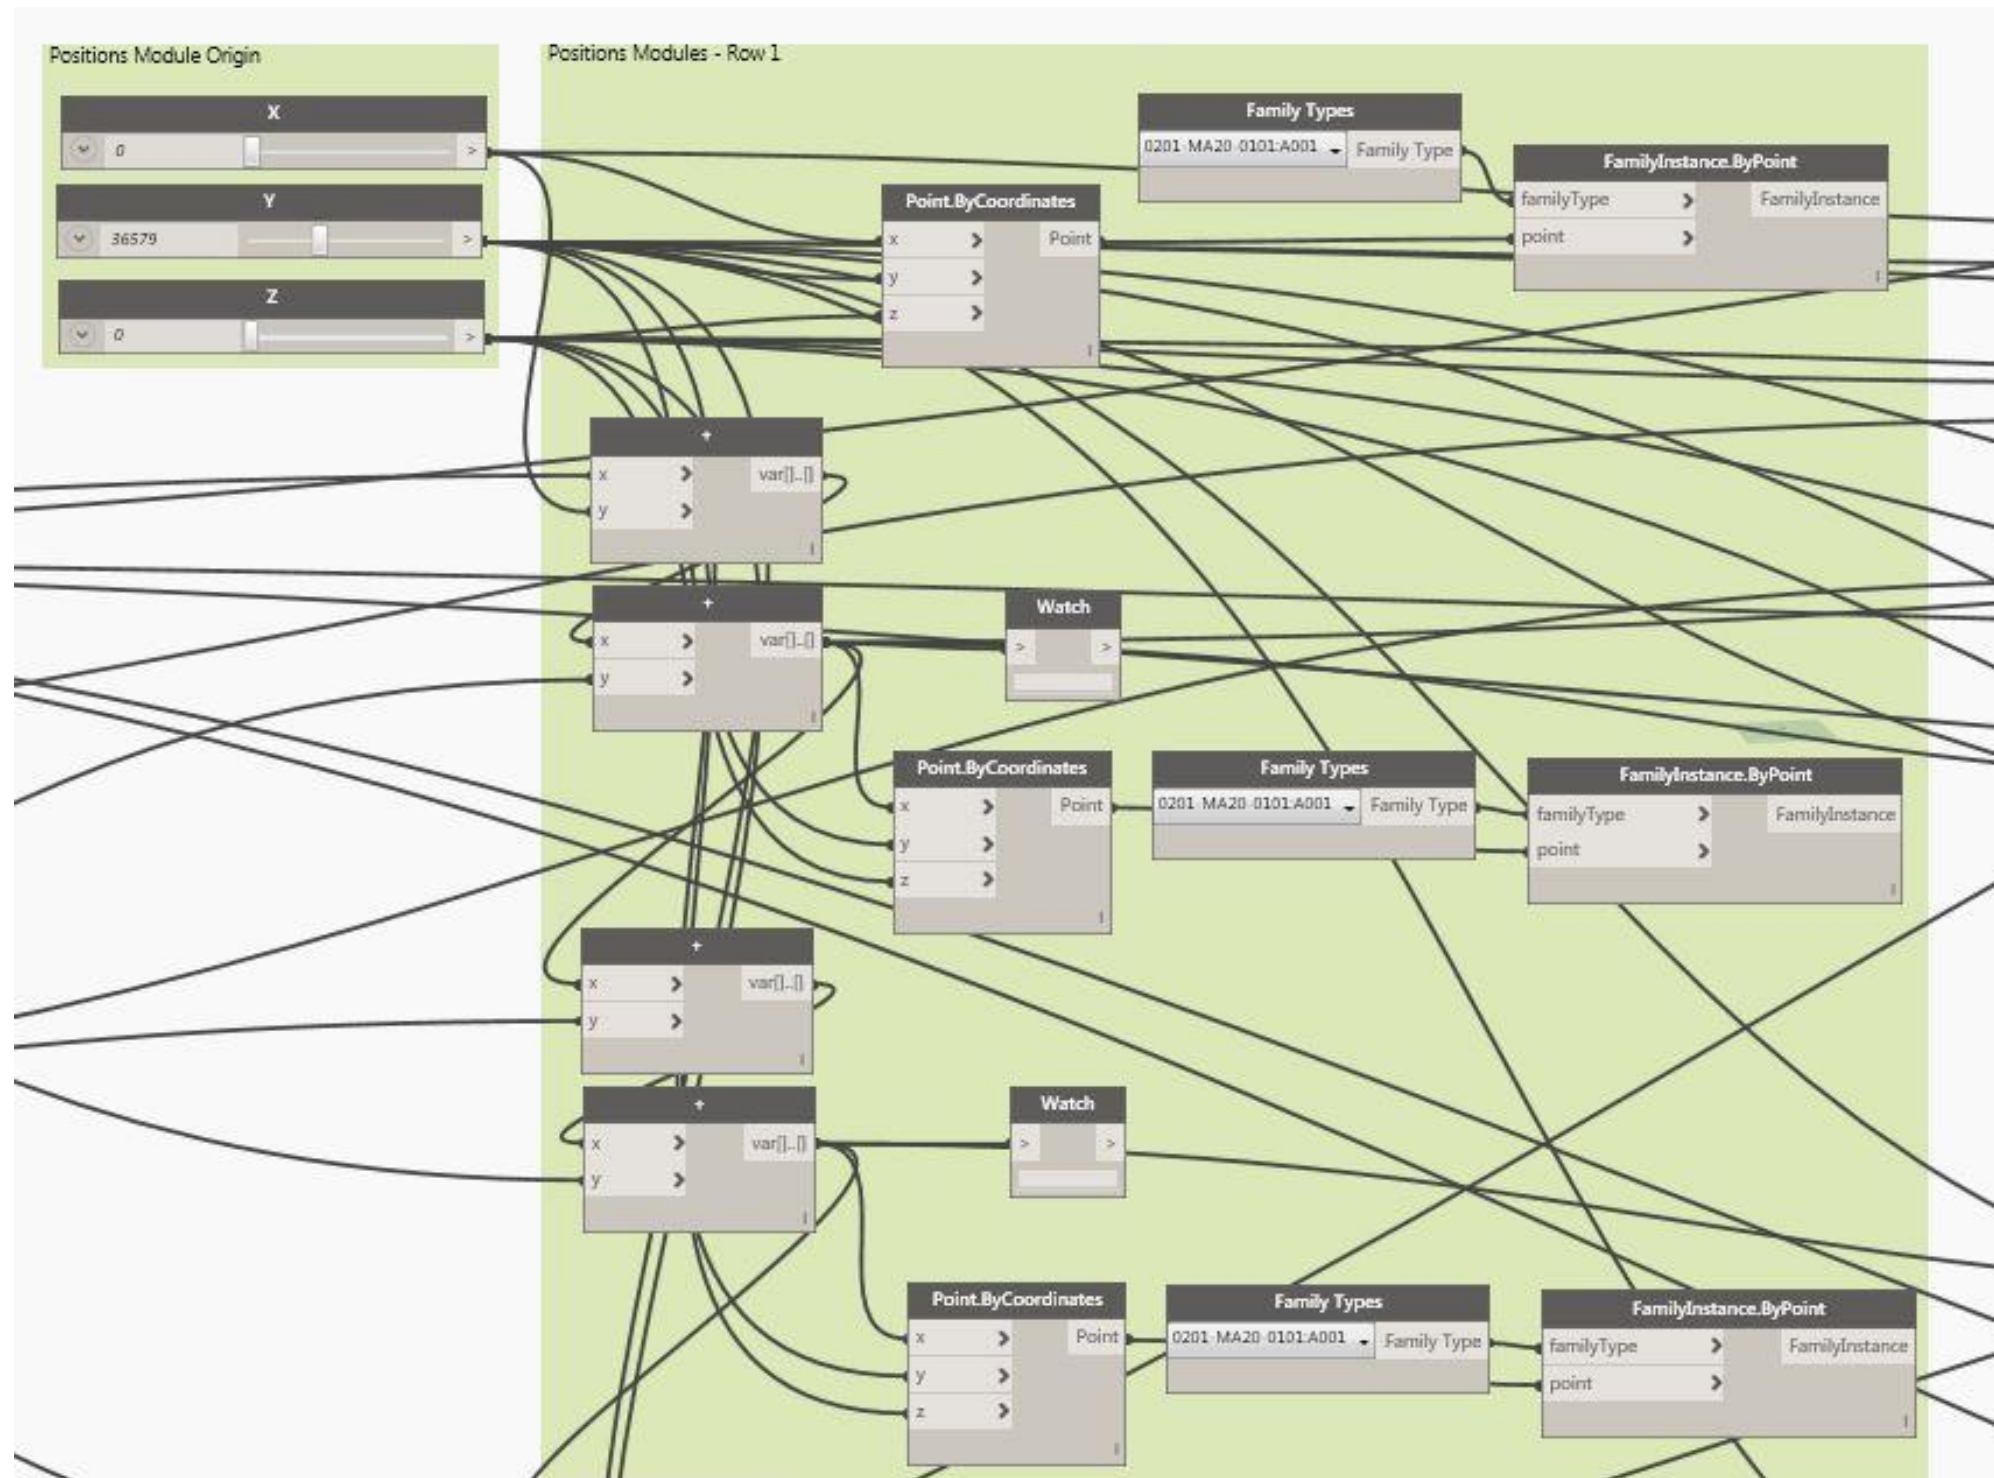 Positions Module Origin
X
0 >
Y
36579 >
Z
0 >
Positions Modules - Row 1
Family Types
0201 MA20 0101:A001 Family Type
FamilyInstance.ByPoint
familyType > FamilyInstance
point >
Point.ByCoordinates
x > Point
y >
z >
+
x > var[]..[]
y >
+
x > var[]..[]
y >
Watch
> >
Point.ByCoordinates
x > Point
y >
z >
Family Types
0201 MA20 0101:A001 Family Type
FamilyInstance.ByPoint
familyType > FamilyInstance
point >
+
x > var[]..[]
y >
+
x > var[]..[]
y >
Watch
> >
Point.ByCoordinates
x > Point
y >
z >
Family Types
0201 MA20 0101:A001 Family Type
FamilyInstance.ByPoint
familyType > FamilyInstance
point >